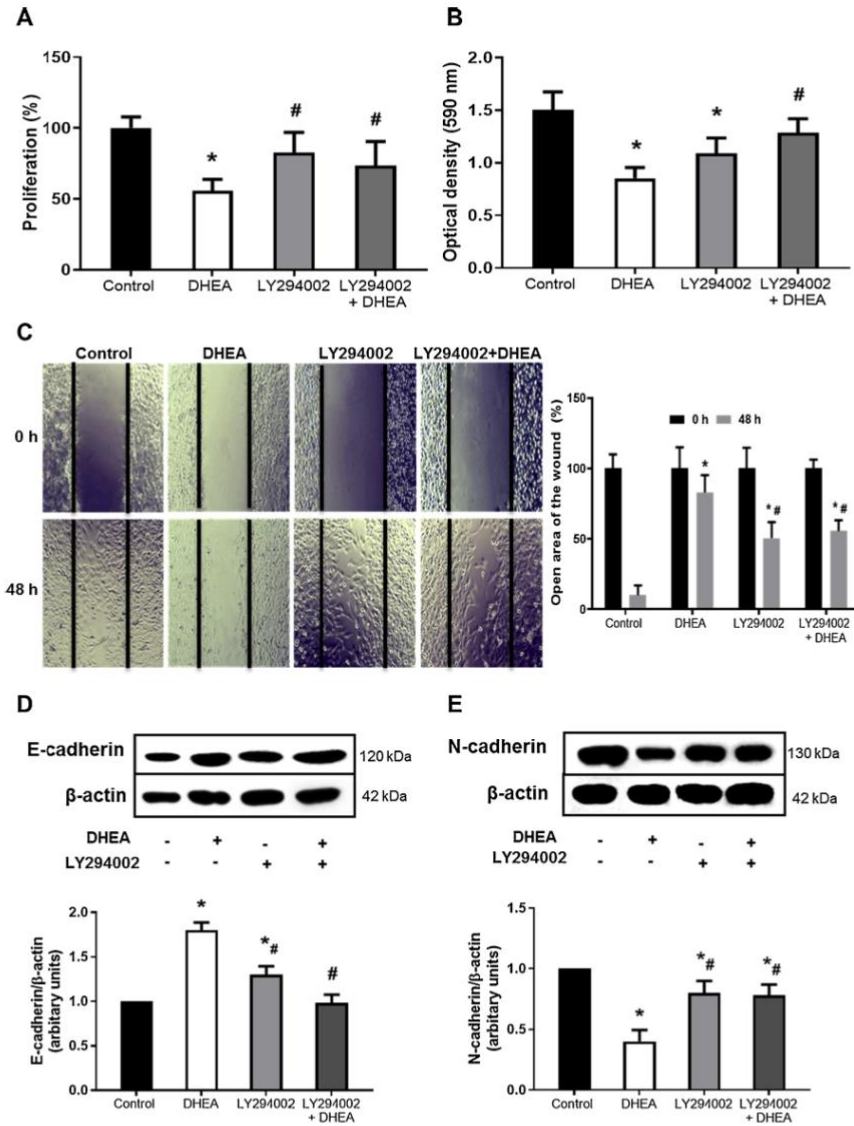 A
Proliferation (%)
150
100
50
0
*
#
#
Control
DHEA
LY294002
LY294002
+ DHEA
B
Optical density (590 nm)
2.0
1.5
1.0
0.5
0.0
*
*
#
Control
DHEA
LY294002
LY294002
+ DHEA
C
Control DHEA LY294002 LY294002+DHEA
0 h
48 h
Open area of the wound (%)
150
100
50
0
0 h 48 h
*
*#
*#
Control
DHEA
LY294002
LY294002
+ DHEA
D
E-cadherin 120 kDa
β-actin 42 kDa
DHEA - + - +
LY294002 - - + +
E-cadherin/β-actin
(arbitary units)
2.0
1.5
1.0
0.5
0.0
*
*#
#
Control
DHEA
LY294002
LY294002
+ DHEA
E
N-cadherin 130 kDa
β-actin 42 kDa
DHEA - + - +
LY294002 - - + +
N-cadherin/β-actin
(arbitary units)
1.5
1.0
0.5
0.0
*
*#
*#
Control
DHEA
LY294002
LY294002
+ DHEA